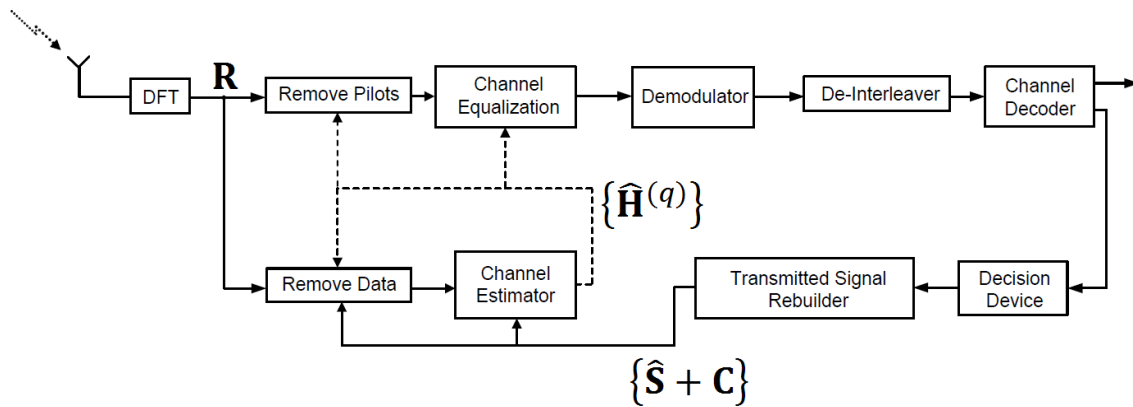 R
DFT
Remove Pilots
Channel
Equalization
Demodulator
De-Interleaver
Channel
Decoder
{Ĥ⁽q⁾}
Remove Data
Channel
Estimator
Transmitted Signal
Rebuilder
Decision
Device
{Ŝ + C}